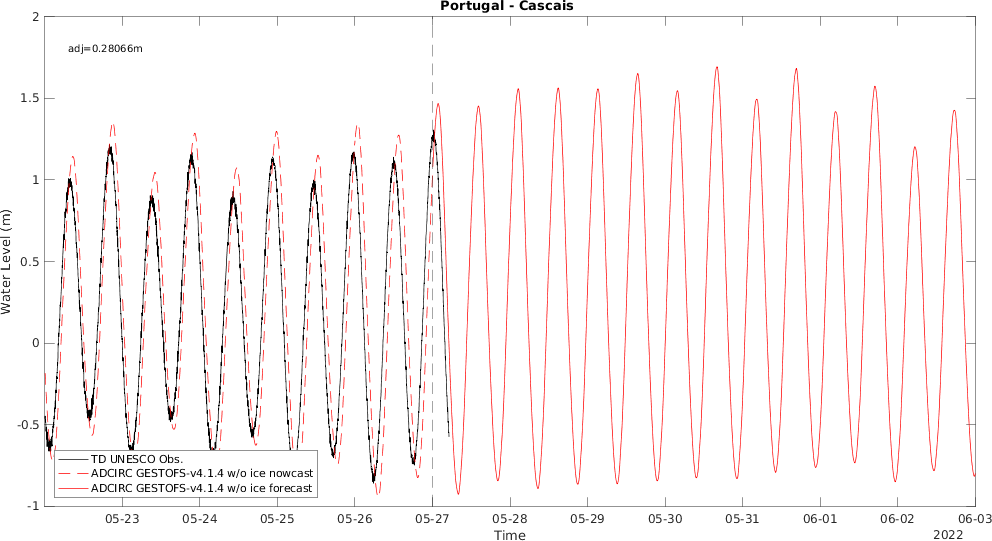 Portugal - Cascais
adj=0.28066m
2
1.5
1
0.5
0
-0.5
-1
Water Level (m)
TD UNESCO Obs.
ADCIRC GESTOFS-v4.1.4 w/o ice nowcast
ADCIRC GESTOFS-v4.1.4 w/o ice forecast
05-23 05-24 05-25 05-26 05-27 05-28 05-29 05-30 05-31 06-01 06-02 06-03
Time
2022